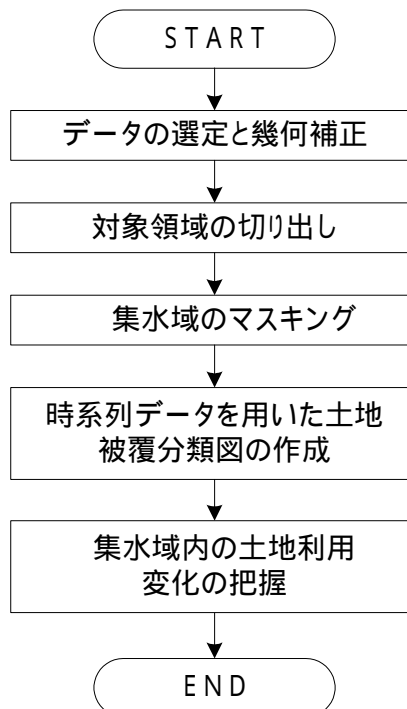 START
データの選定と幾何補正
対象領域の切り出し
集水域のマスキング
時系列データを用いた土地
被覆分類図の作成
集水域内の土地利用
変化の把握
END